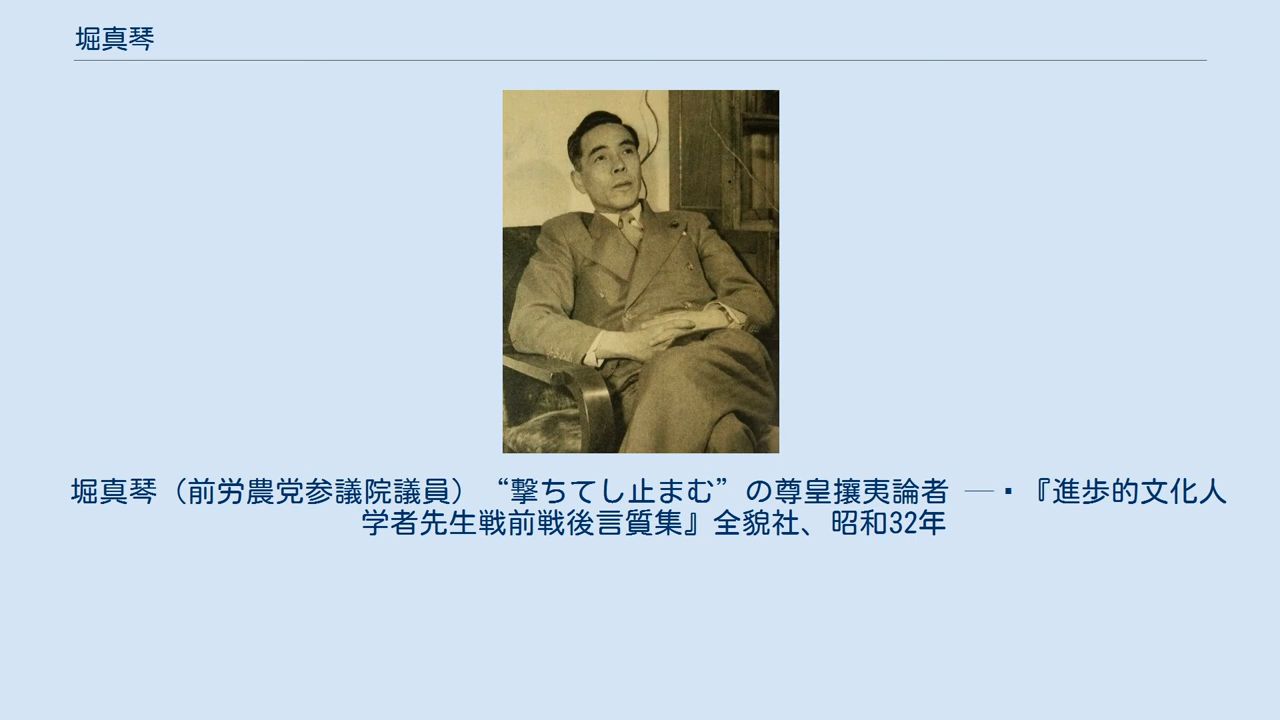 堀真琴
堀真琴（前労農党参議院議員）“撃ちてし止まむ”の尊皇攘夷論者 ―▪『進歩的文化人
学者先生戦前戦後言質集』全貌社、昭和32年